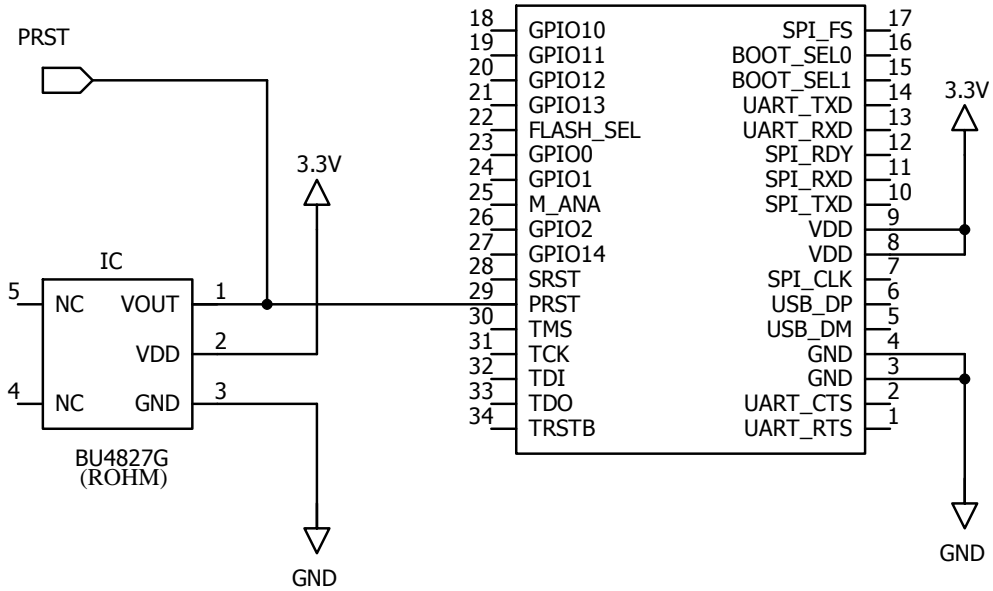 PRST
3.3V
IC
5 NC VOUT 1
VDD 2
4 NC GND 3
BU4827G
(ROHM)
GND
18 GPIO10 SPI_FS 17
19 GPIO11 BOOT_SEL0 16
20 GPIO12 BOOT_SEL1 15
21 GPIO13 UART_TXD 14
22 FLASH_SEL UART_RXD 13
23 GPIO0 SPI_RDY 12
24 GPIO1 SPI_RXD 11
25 M_ANA SPI_TXD 10
26 GPIO2 VDD 9
27 GPIO14 VDD 8
28 SRST SPI_CLK 7
29 PRST USB_DP 6
30 TMS USB_DM 5
31 TCK GND 4
32 TDI GND 3
33 TDO UART_CTS 2
34 TRSTB UART_RTS 1
3.3V
GND